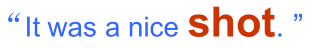 “It was a nice shot. ”